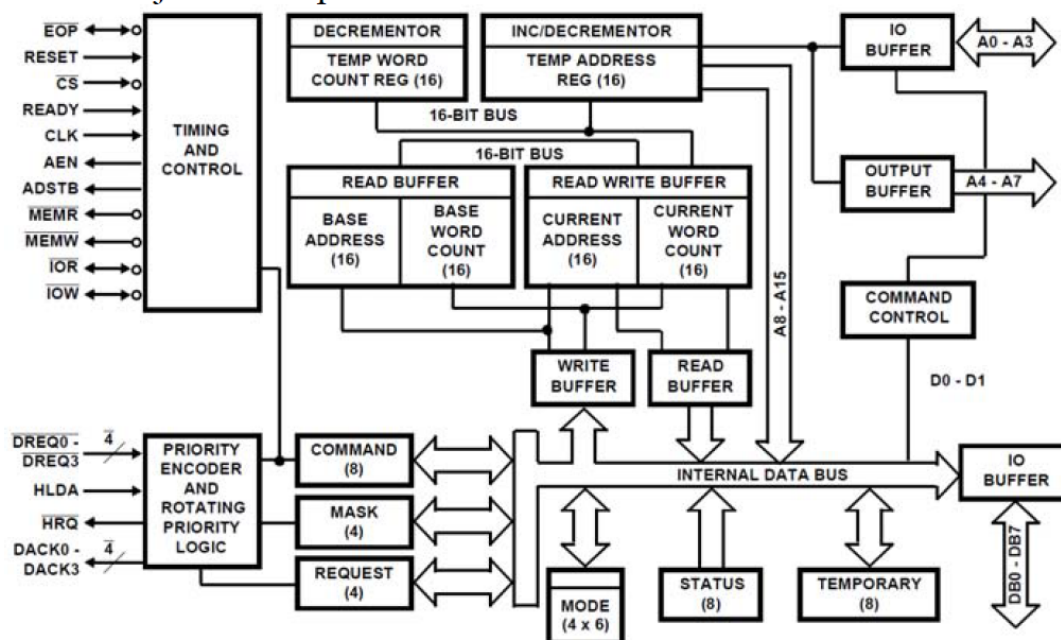 EOP
RESET
CS
READY
CLK
AEN
ADSTB
MEMR
MEMW
IOR
IOW
TIMING
AND
CONTROL
DECREMENTOR
TEMP WORD
COUNT REG (16)
INC/DECREMENTOR
TEMP ADDRESS
REG (16)
IO
BUFFER
A0 - A3
16-BIT BUS
16-BIT BUS
OUTPUT
BUFFER
A4 - A7
READ BUFFER
BASE
ADDRESS
(16)
BASE
WORD
COUNT
(16)
READ WRITE BUFFER
CURRENT
ADDRESS
(16)
CURRENT
WORD
COUNT
(16)
A8 - A15
COMMAND
CONTROL
WRITE
BUFFER
READ
BUFFER
D0 - D1
DREQ0 -
DREQ3
4
HLDA
HRQ
DACK0 -
DACK3
4
PRIORITY
ENCODER
AND
ROTATING
PRIORITY
LOGIC
COMMAND
(8)
MASK
(4)
REQUEST
(4)
INTERNAL DATA BUS
IO
BUFFER
DB0 - DB7
MODE
(4 x 6)
STATUS
(8)
TEMPORARY
(8)